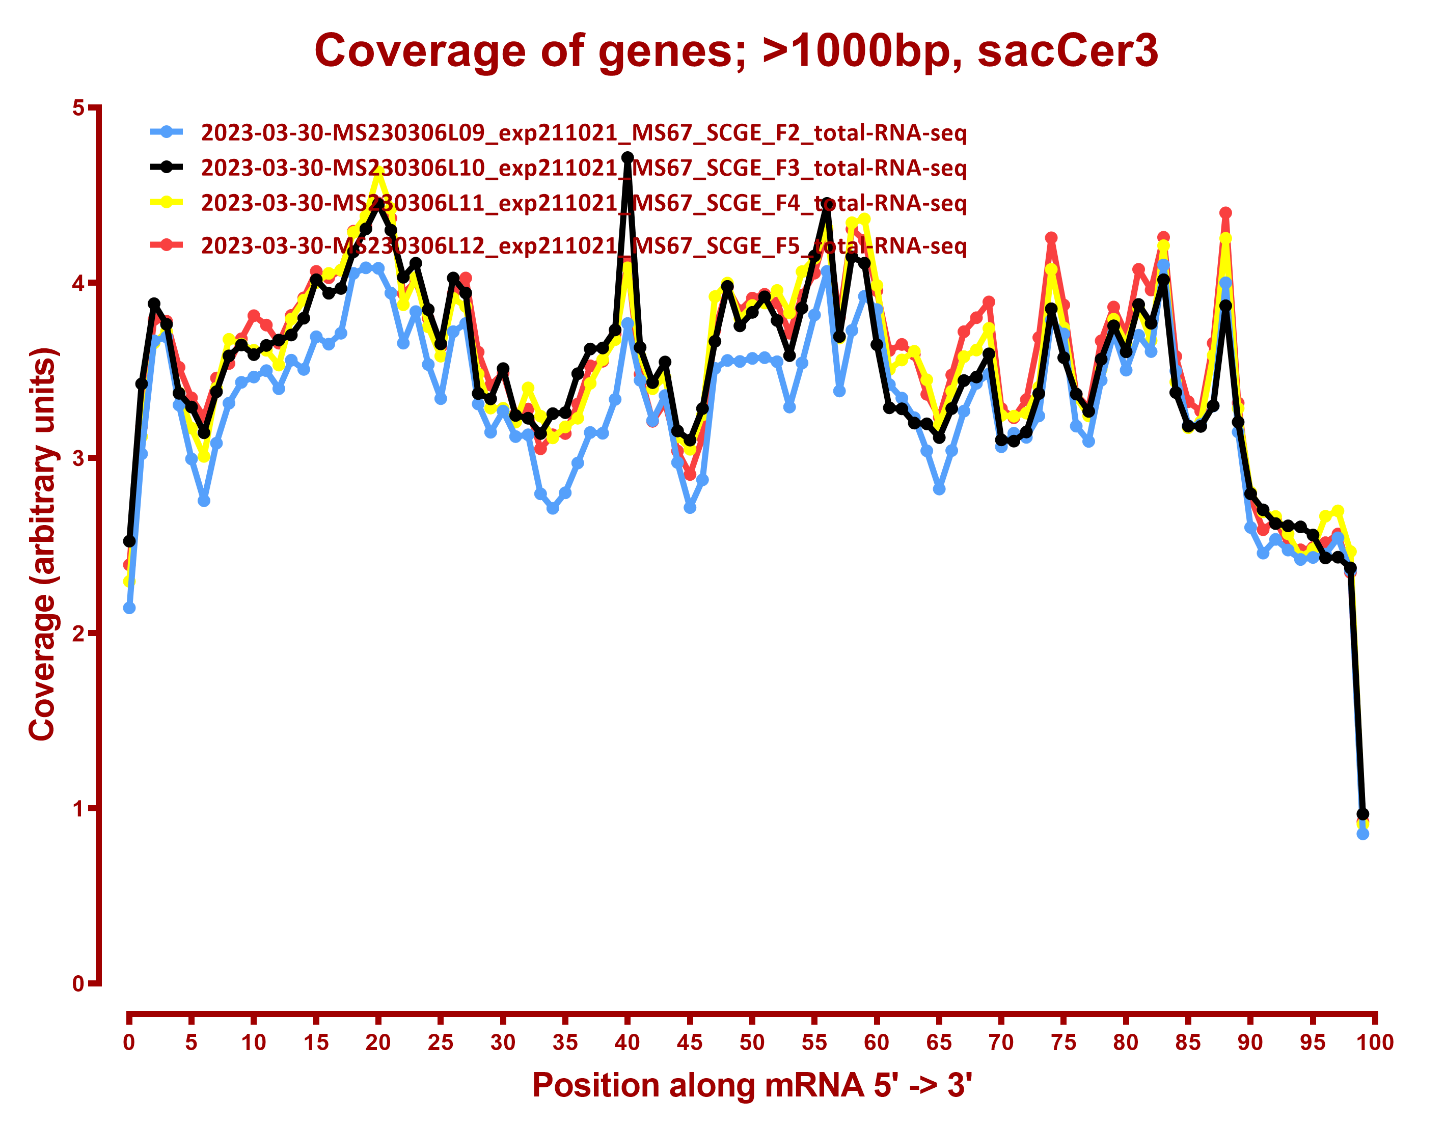 Coverage of genes; >1000bp, sacCer3
5
2023-03-30-MS230306L09_exp211021_MS67_SCGE_F2_total-RNA-seq
2023-03-30-MS230306L10_exp211021_MS67_SCGE_F3_total-RNA-seq
2023-03-30-MS230306L11_exp211021_MS67_SCGE_F4_total-RNA-seq
2023-03-30-MS230306L12_exp211021_MS67_SCGE_F5_total-RNA-seq
4
3
2
1
0
Coverage (arbitrary units)
0 5 10 15 20 25 30 35 40 45 50 55 60 65 70 75 80 85 90 95 100
Position along mRNA 5' -> 3'